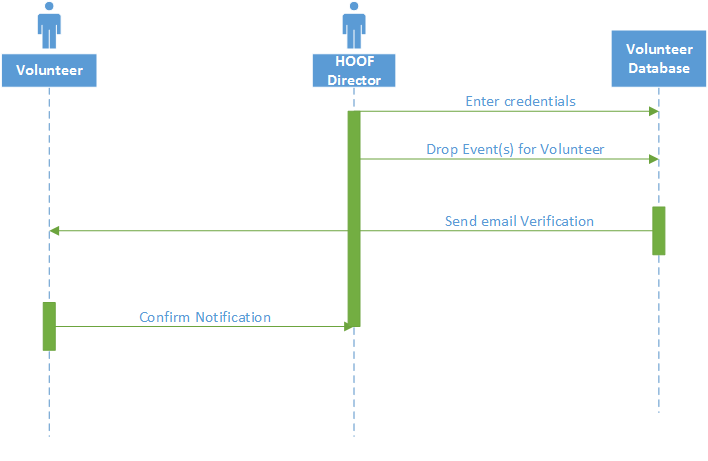 Volunteer
HOOF
Director
Volunteer
Database
Enter credentials
Drop Event(s) for Volunteer
Send email Verification
Confirm Notification